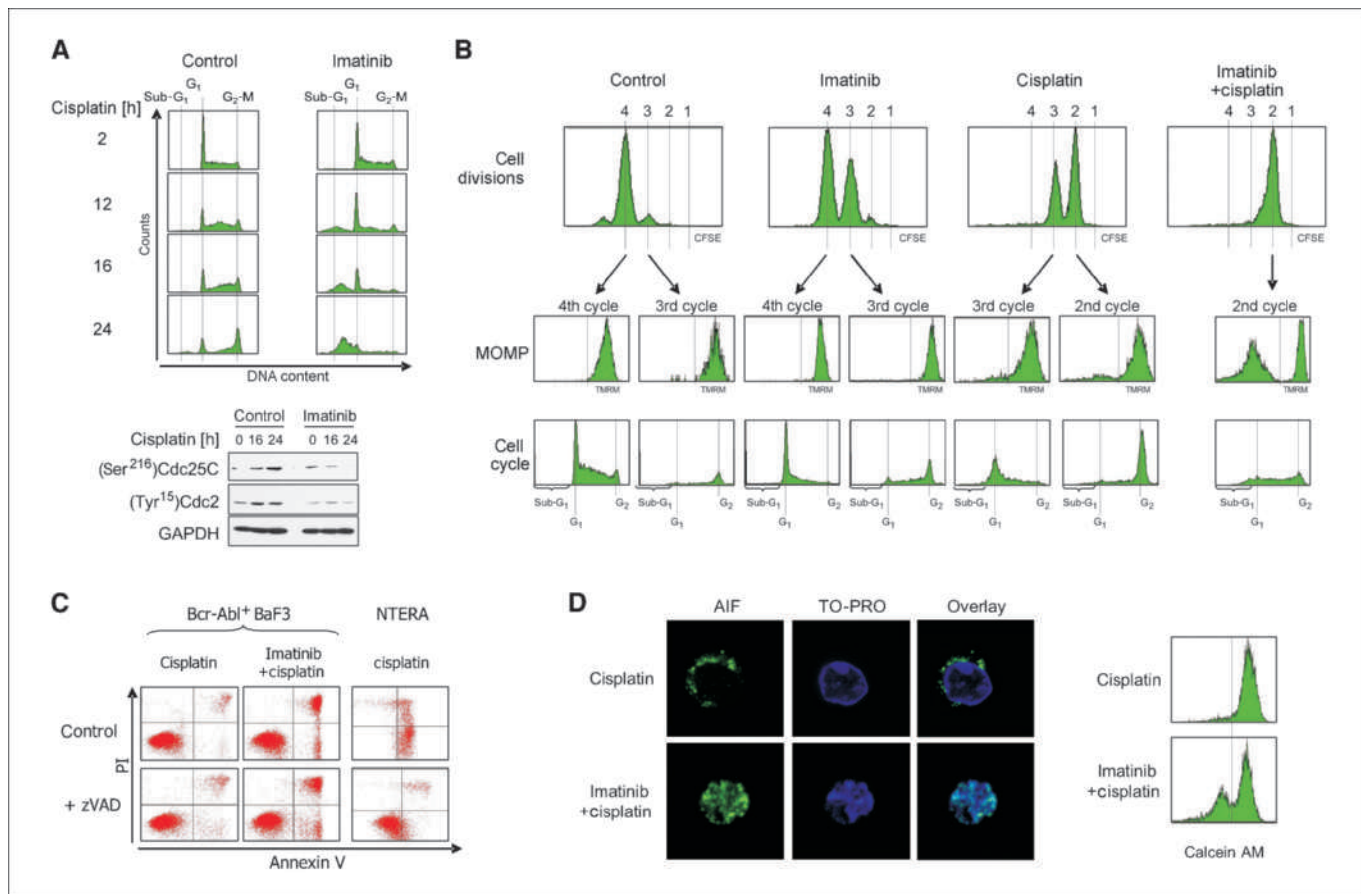 A
Control Imatinib
G1
Sub-G1 G2-M Sub-G1 G1 G2-M
Cisplatin [h]
2
12
16
24
Counts
DNA content
Control Imatinib
Cisplatin [h] 0 16 24 0 16 24
(Ser216)Cdc25C
(Tyr15)Cdc2
GAPDH
B
Control Imatinib Cisplatin Imatinib
+cisplatin
4 3 2 1 4 3 2 1 4 3 2 1 4 3 2 1
Cell
divisions
CFSE CFSE CFSE CFSE
4th cycle 3rd cycle 4th cycle 3rd cycle 3rd cycle 2nd cycle 2nd cycle
MOMP
TMRM TMRM TMRM TMRM TMRM TMRM TMRM
Cell
cycle
Sub-G1 G2 Sub-G1 G2 Sub-G1 G2 Sub-G1 G2 Sub-G1 G2 Sub-G1 G2 Sub-G1 G2
G1 G1 G1 G1 G1 G1 G1
C
Bcr-Abl+ BaF3 NTERA
Cisplatin Imatinib
+cisplatin cisplatin
Control
+ zVAD
PI
Annexin V
D
AIF TO-PRO Overlay
Cisplatin
Imatinib
+cisplatin
Cisplatin
Imatinib
+cisplatin
Calcein AM